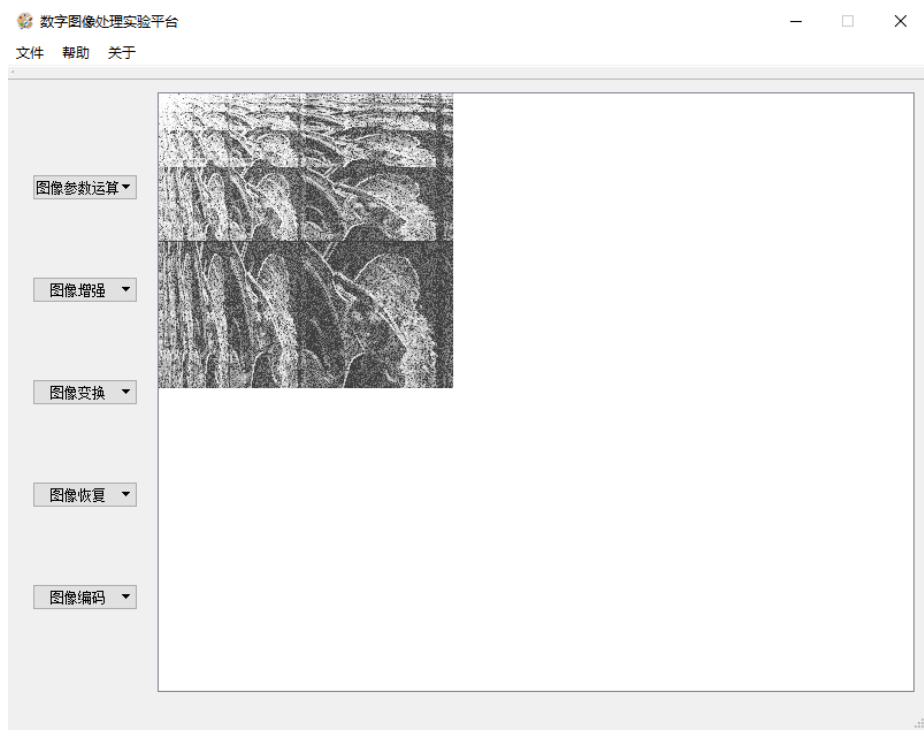 数字图像处理实验平台
文件 帮助 关于
图像参数运算
图像增强
图像变换
图像恢复
图像编码